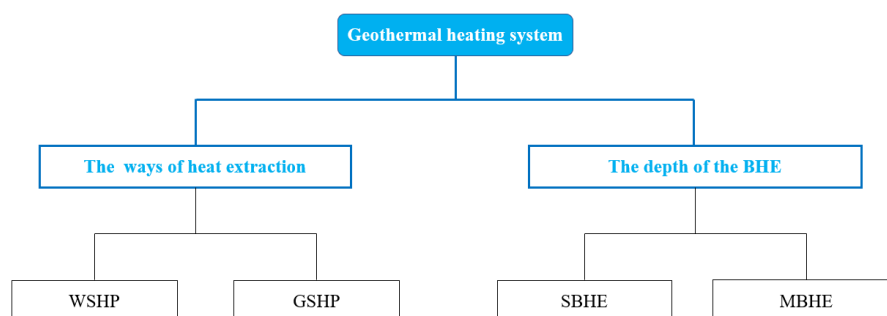 Geothermal heating system
The ways of heat extraction
The depth of the BHE
WSHP
GSHP
SBHE
MBHE